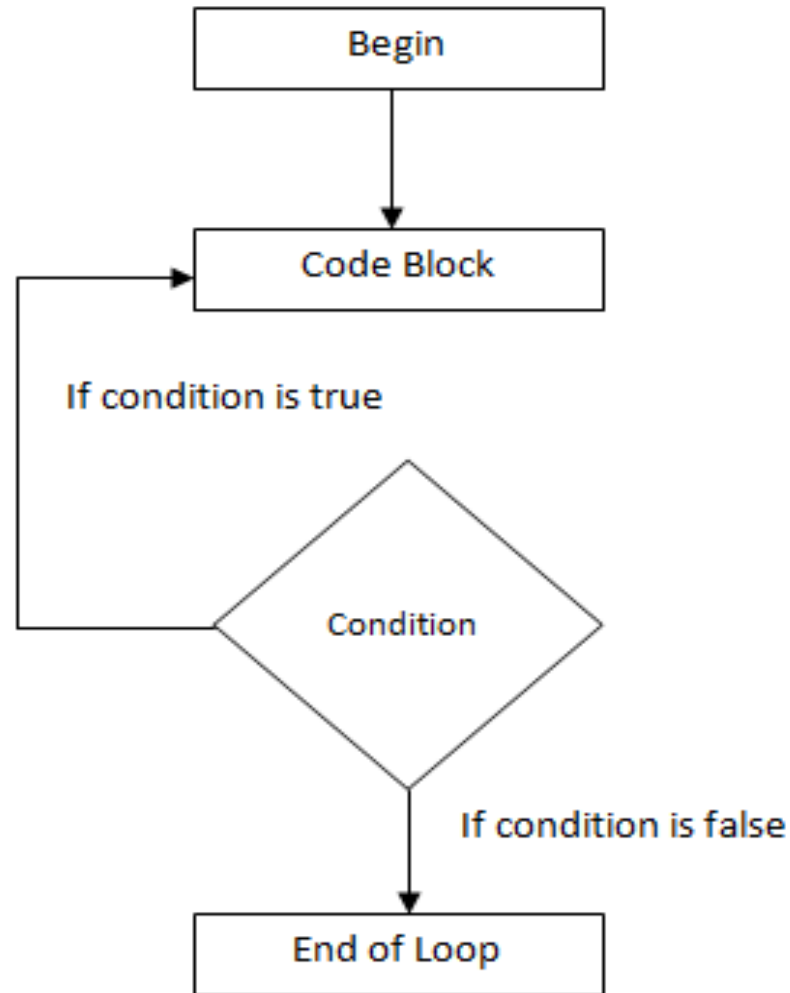 Begin
Code Block
If condition is true
Condition
If condition is false
End of Loop